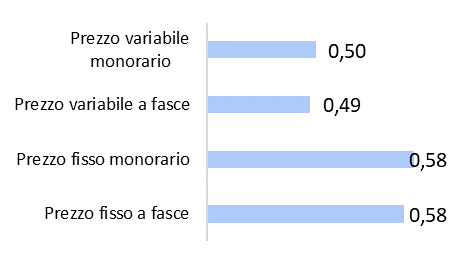 Prezzo variabile
monorario
0,50
Prezzo variabile a fasce
0,49
Prezzo fisso monorario
0,58
Prezzo fisso a fasce
0,58